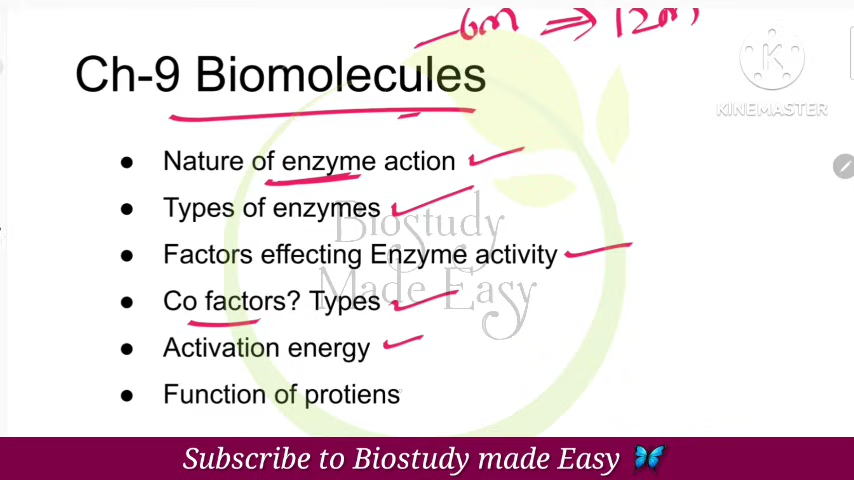 6m ⇒ 12m
Ch-9 Biomolecules
KINEMASTER
● Nature of enzyme action
● Types of enzymes
● Factors effecting Enzyme activity
● Co factors? Types
● Activation energy
● Function of protiens
Biostudy
Made Easy
Subscribe to Biostudy made Easy 🦋